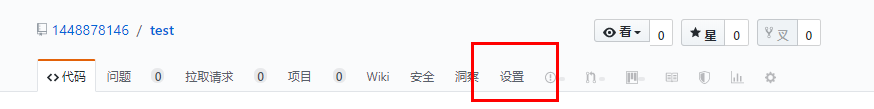 1448878146 / test
看 0 星 0 叉 0
代码 问题 0 拉取请求 0 项目 0 Wiki 安全 洞察 设置